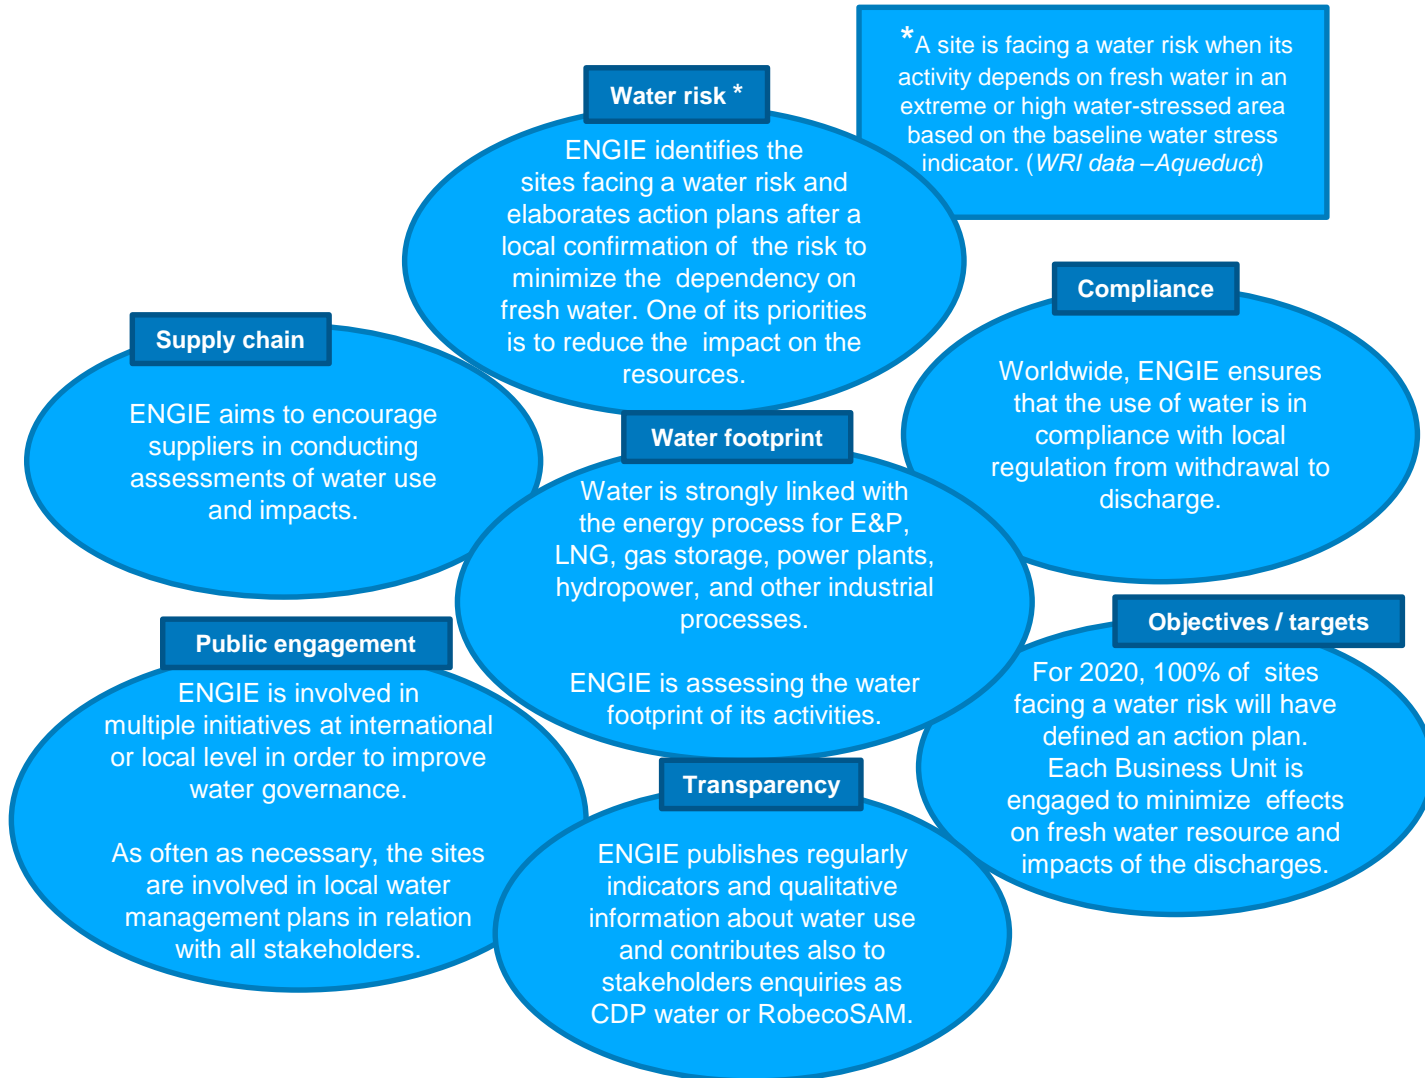 *A site is facing a water risk when its
activity depends on fresh water in an
extreme or high water-stressed area
based on the baseline water stress
indicator. (WRI data –Aqueduct)
Water risk *
ENGIE identifies the
sites facing a water risk and
elaborates action plans after a
local confirmation of the risk to
minimize the dependency on
fresh water. One of its priorities
is to reduce the impact on the
resources.
Compliance
Worldwide, ENGIE ensures
that the use of water is in
compliance with local
regulation from withdrawal to
discharge.
Supply chain
ENGIE aims to encourage
suppliers in conducting
assessments of water use
and impacts.
Water footprint
Water is strongly linked with
the energy process for E&P,
LNG, gas storage, power plants,
hydropower, and other industrial
processes.
ENGIE is assessing the water
footprint of its activities.
Objectives / targets
For 2020, 100% of sites
facing a water risk will have
defined an action plan.
Each Business Unit is
engaged to minimize effects
on fresh water resource and
impacts of the discharges.
Public engagement
ENGIE is involved in
multiple initiatives at international
or local level in order to improve
water governance.
As often as necessary, the sites
are involved in local water
management plans in relation
with all stakeholders.
Transparency
ENGIE publishes regularly
indicators and qualitative
information about water use
and contributes also to
stakeholders enquiries as
CDP water or RobecoSAM.